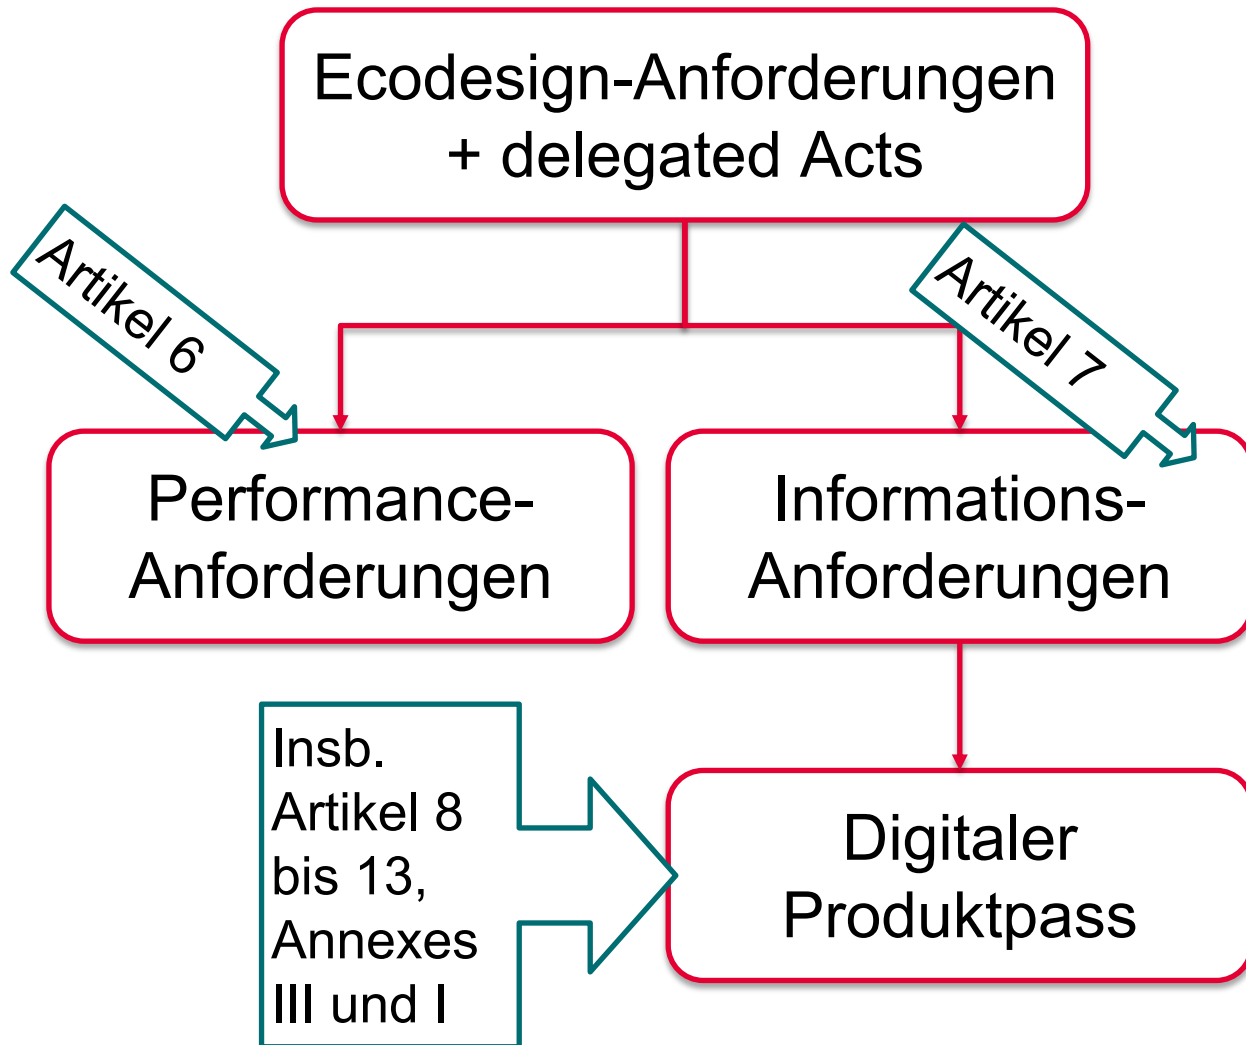 Ecodesign-Anforderungen
+ delegated Acts
Artikel 6
Artikel 7
Performance-
Anforderungen
Informations-
Anforderungen
Insb.
Artikel 8
bis 13,
Annexes
III und I
Digitaler
Produktpass